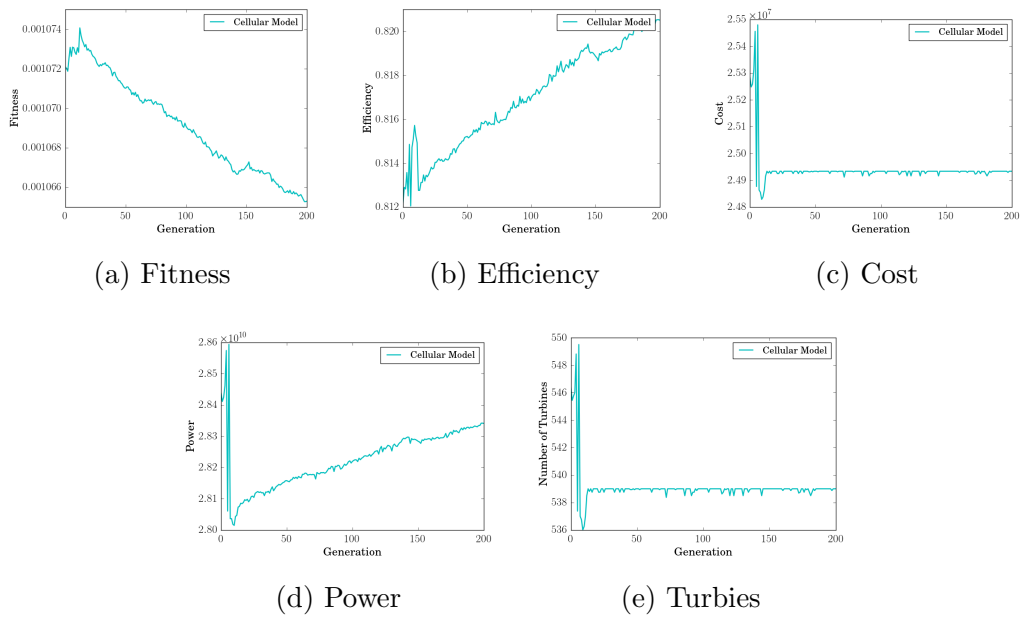 Cellular Model
0.001074
0.001072
0.001070
0.001068
0.001066
Fitness
0 50 100 150 200
Generation
(a) Fitness
Cellular Model
0.820
0.818
0.816
0.814
0.812
Efficiency
0 50 100 150 200
Generation
(b) Efficiency
×10⁷
Cellular Model
2.55
2.54
2.53
2.52
2.51
2.50
2.49
2.48
Cost
0 50 100 150 200
Generation
(c) Cost
×10¹⁰
Cellular Model
2.86
2.85
2.84
2.83
2.82
2.81
2.80
Power
0 50 100 150 200
Generation
(d) Power
Cellular Model
550
548
546
544
542
540
538
536
Number of Turbines
0 50 100 150 200
Generation
(e) Turbies